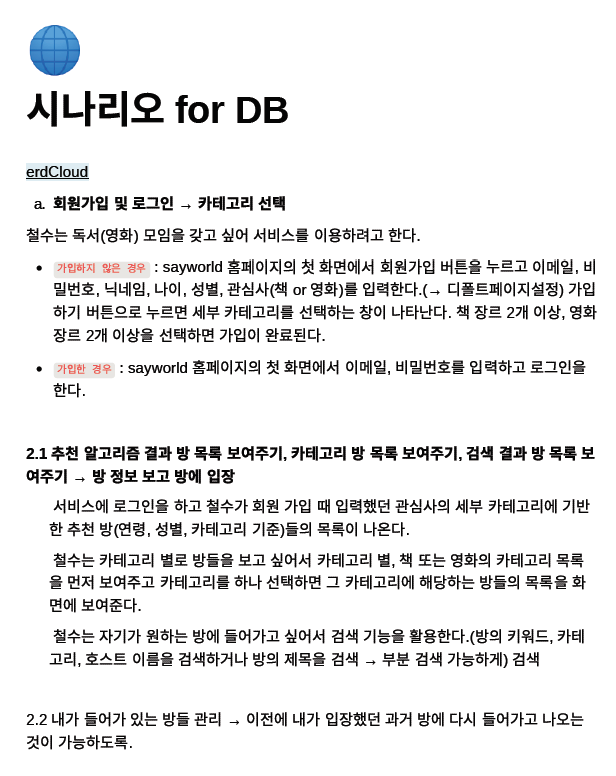 시나리오 for DB
erdCloud
a. 회원가입 및 로그인 → 카테고리 선택
철수는 독서(영화) 모임을 갖고 싶어 서비스를 이용하려고 한다.
• 가입하지 않은 경우 : sayworld 홈페이지의 첫 화면에서 회원가입 버튼을 누르고 이메일, 비
밀번호, 닉네임, 나이, 성별, 관심사(책 or 영화)를 입력한다.(→ 디폴트페이지설정) 가입
하기 버튼으로 누르면 세부 카테고리를 선택하는 창이 나타난다. 책 장르 2개 이상, 영화
장르 2개 이상을 선택하면 가입이 완료된다.
• 가입한 경우 : sayworld 홈페이지의 첫 화면에서 이메일, 비밀번호를 입력하고 로그인을
한다.
2.1 추천 알고리즘 결과 방 목록 보여주기, 카테고리 방 목록 보여주기, 검색 결과 방 목록 보
여주기 → 방 정보 보고 방에 입장
서비스에 로그인을 하고 철수가 회원 가입 때 입력했던 관심사의 세부 카테고리에 기반
한 추천 방(연령, 성별, 카테고리 기준)들의 목록이 나온다.
철수는 카테고리 별로 방들을 보고 싶어서 카테고리 별, 책 또는 영화의 카테고리 목록
을 먼저 보여주고 카테고리를 하나 선택하면 그 카테고리에 해당하는 방들의 목록을 화
면에 보여준다.
철수는 자기가 원하는 방에 들어가고 싶어서 검색 기능을 활용한다.(방의 키워드, 카테
고리, 호스트 이름을 검색하거나 방의 제목을 검색 → 부분 검색 가능하게) 검색
2.2 내가 들어가 있는 방들 관리 → 이전에 내가 입장했던 과거 방에 다시 들어가고 나오는
것이 가능하도록.